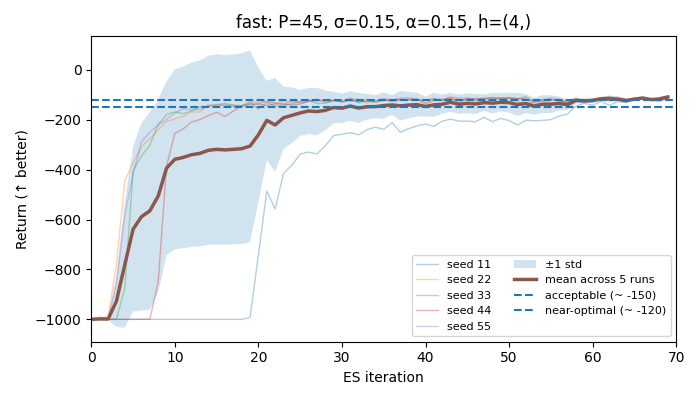 fast: P=45, σ=0.15, α=0.15, h=(4,)
Return (↑ better)
0
−200
−400
−600
−800
−1000
0 10 20 30 40 50 60 70
ES iteration
seed 11
seed 22
seed 33
seed 44
seed 55
±1 std
mean across 5 runs
acceptable (~ -150)
near-optimal (~ -120)